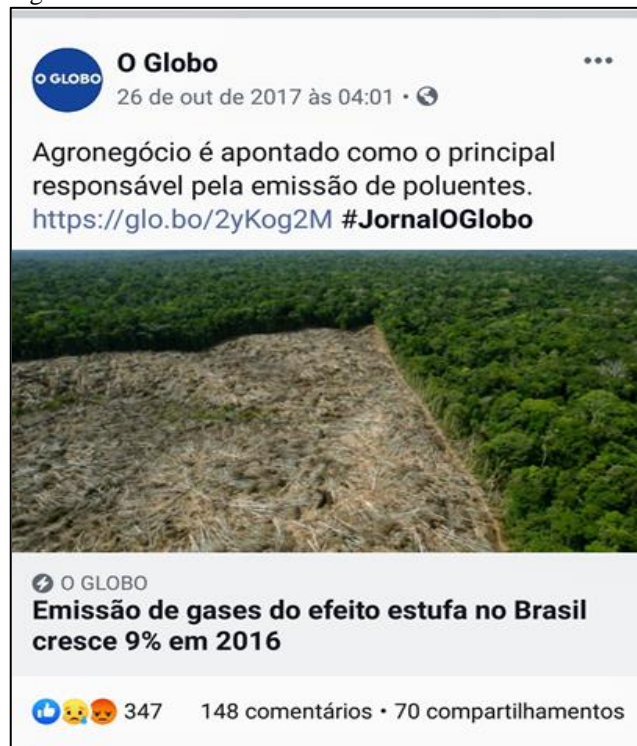 O GLOBO
O Globo
26 de out de 2017 às 04:01 •
Agronegócio é apontado como o principal
responsável pela emissão de poluentes.
https://glo.bo/2yKog2M #JornalOGlobo
O GLOBO
Emissão de gases do efeito estufa no Brasil
cresce 9% em 2016
347 148 comentários • 70 compartilhamentos